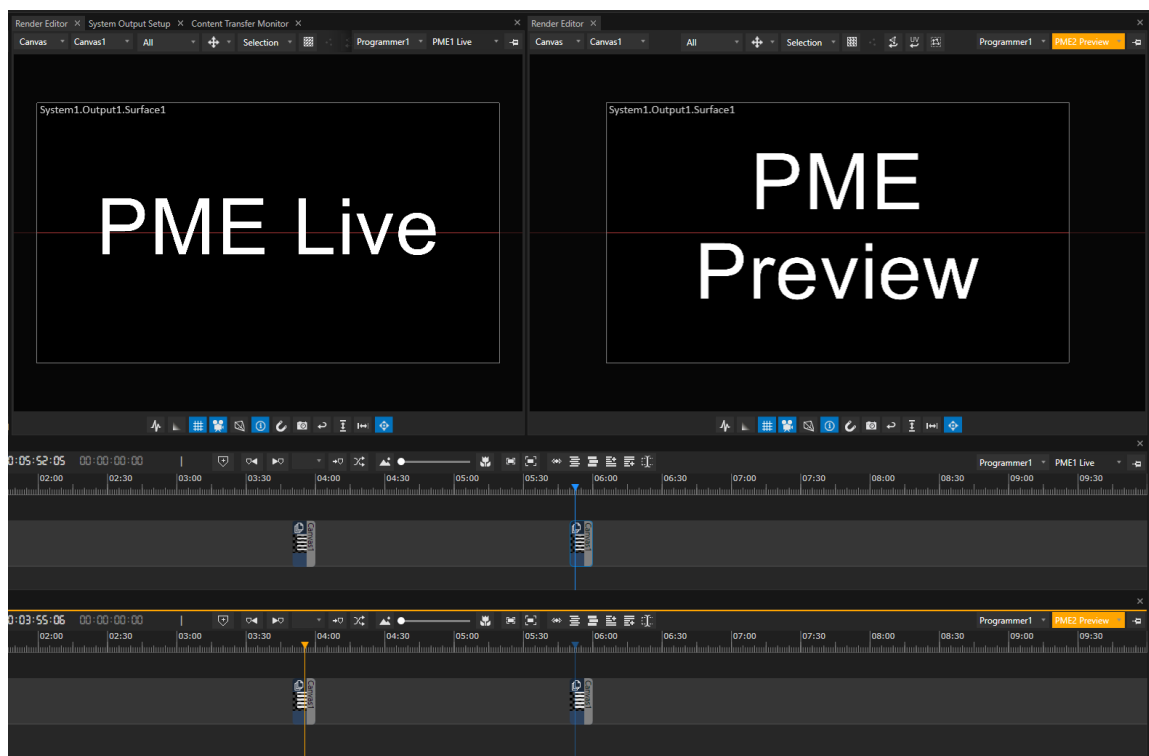 Render Editor System Output Setup Content Transfer Monitor
Canvas Canvas1 All Selection Programmer1 PME1 Live
System1.Output1.Surface1
PME Live
Render Editor
Canvas Canvas1 All Selection UV Programmer1 PME2 Preview
System1.Output1.Surface1
PME
Preview
0:05:52:05 00:00:00:00 Programmer1 PME1 Live
02:00 02:30 03:00 03:30 04:00 04:30 05:00 05:30 06:00 06:30 07:00 07:30 08:00 08:30 09:00 09:30
Canvas1 Canvas1
0:03:55:06 00:00:00:00 Programmer1 PME2 Preview
02:00 02:30 03:00 03:30 04:00 04:30 05:00 05:30 06:00 06:30 07:00 07:30 08:00 08:30 09:00 09:30
Canvas1 Canvas1